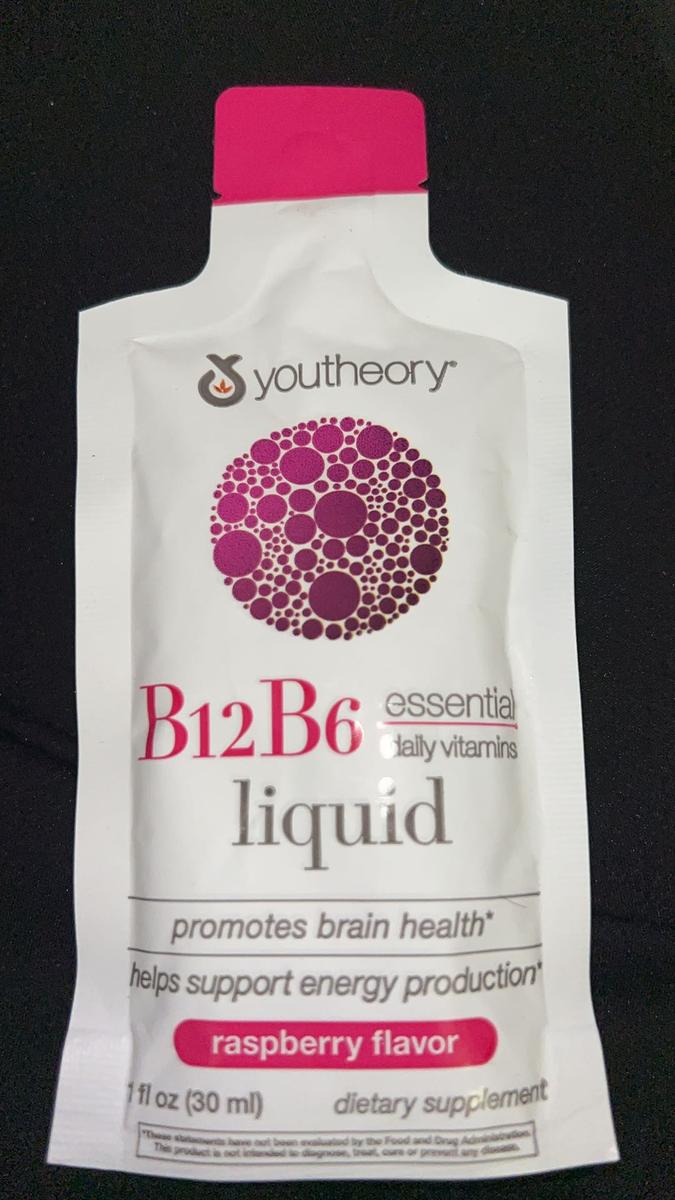 youtheory®
B12B6 essential
daily vitamins
liquid
promotes brain health*
helps support energy production*
raspberry flavor
1 fl oz (30 ml) dietary supplement
*These statements have not been evaluated by the Food and Drug Administration.
This product is not intended to diagnose, treat, cure or prevent any disease.